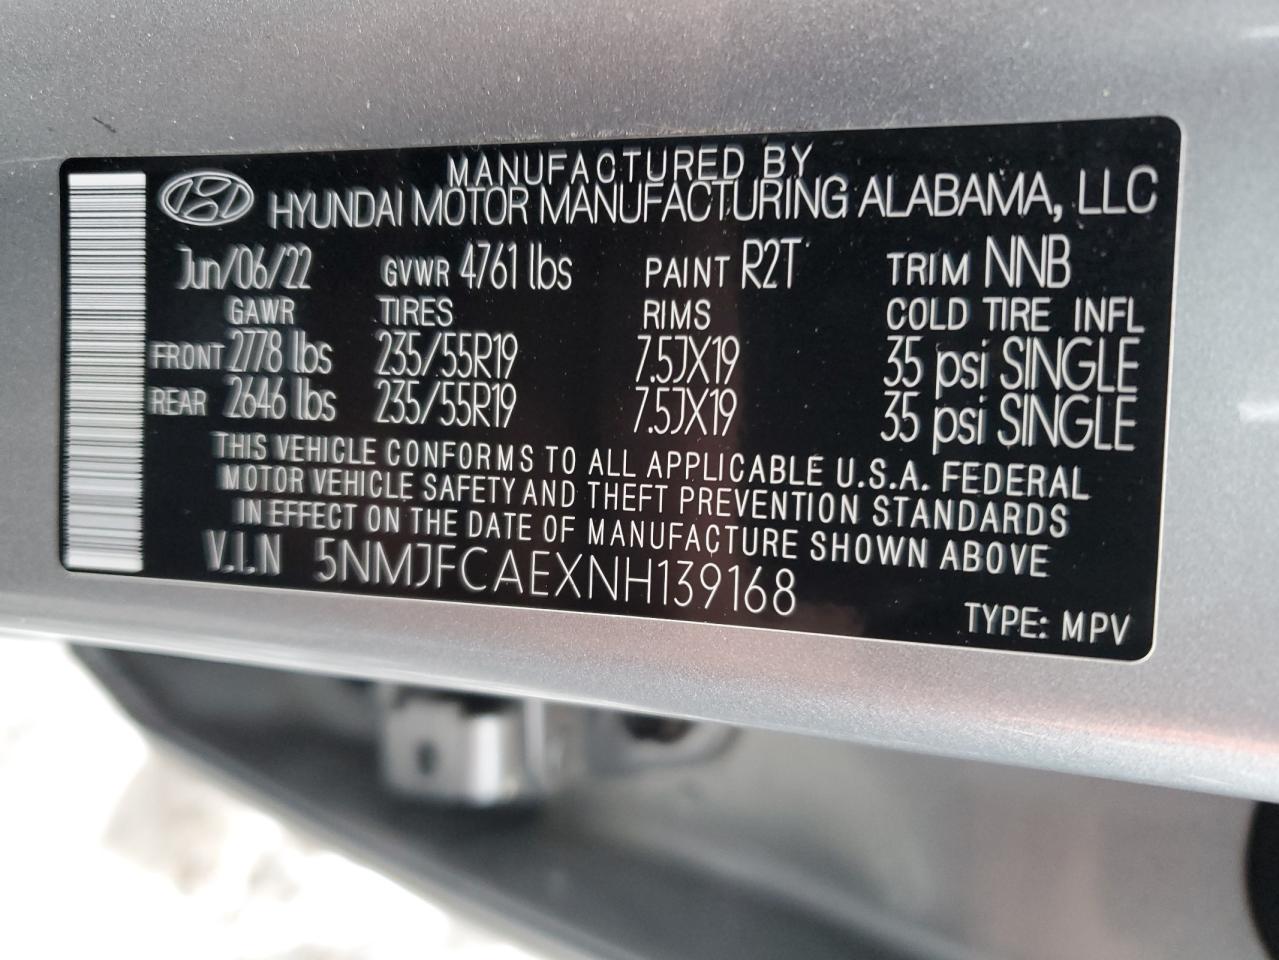 MANUFACTURED BY
HYUNDAI MOTOR MANUFACTURING ALABAMA, LLC
Jun/06/22 GVWR 4761 lbs PAINT R2T TRIM NNB
GAWR TIRES RIMS COLD TIRE INFL
FRONT 2778 lbs 235/55R19 7.5JX19 35 psi SINGLE
REAR 2646 lbs 235/55R19 7.5JX19 35 psi SINGLE
THIS VEHICLE CONFORMS TO ALL APPLICABLE U.S.A. FEDERAL
MOTOR VEHICLE SAFETY AND THEFT PREVENTION STANDARDS
IN EFFECT ON THE DATE OF MANUFACTURE SHOWN ABOVE
V.I.N 5NMJFCAEXNH139168
TYPE: MPV